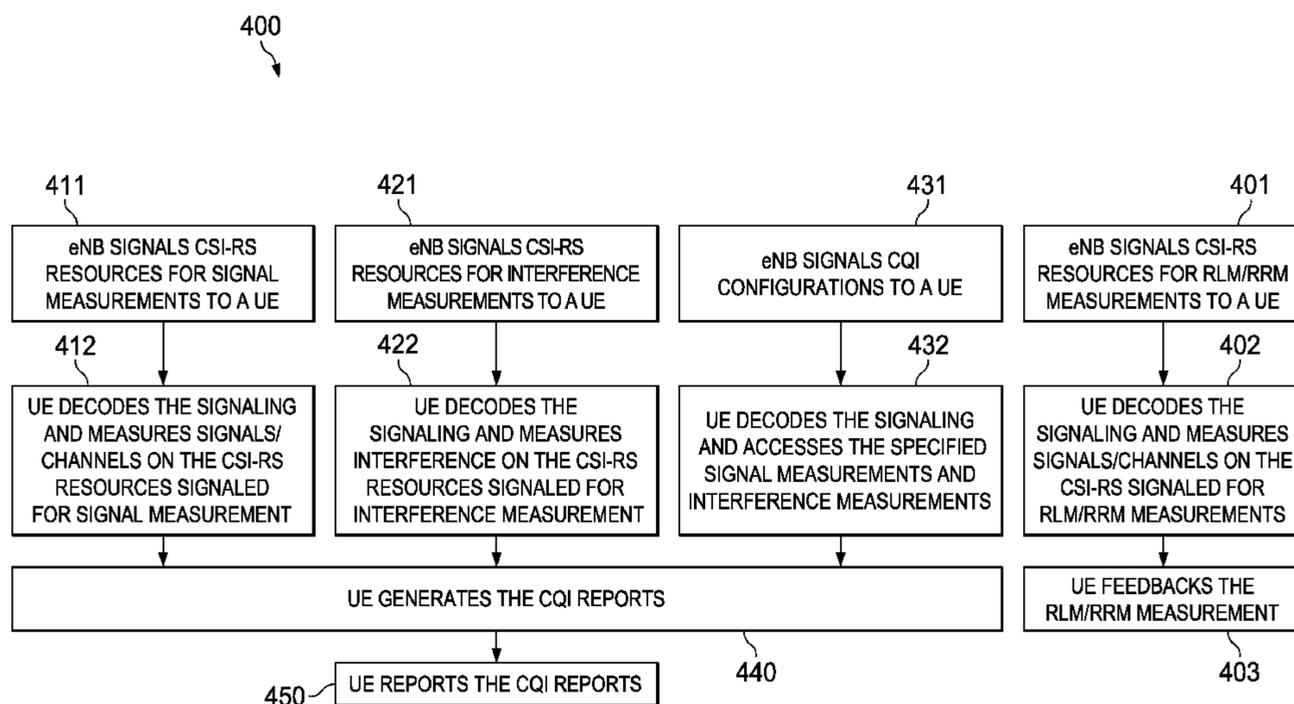 400
411
eNB SIGNALS CSI-RS
RESOURCES FOR SIGNAL
MEASUREMENTS TO A UE
421
eNB SIGNALS CSI-RS
RESOURCES FOR INTERFERENCE
MEASUREMENTS TO A UE
431
eNB SIGNALS CQI
CONFIGURATIONS TO A UE
401
eNB SIGNALS CSI-RS
RESOURCES FOR RLM/RRM
MEASUREMENTS TO A UE
412
UE DECODES THE SIGNALING
AND MEASURES SIGNALS/
CHANNELS ON THE CSI-RS
RESOURCES SIGNALED
FOR SIGNAL MEASUREMENT
422
UE DECODES THE
SIGNALING AND MEASURES
INTERFERENCE ON THE CSI-RS
RESOURCES SIGNALED FOR
INTERFERENCE MEASUREMENT
432
UE DECODES THE SIGNALING
AND ACCESSES THE SPECIFIED
SIGNAL MEASUREMENTS AND
INTERFERENCE MEASUREMENTS
402
UE DECODES THE
SIGNALING AND MEASURES
SIGNALS/CHANNELS ON THE
CSI-RS SIGNALED FOR
RLM/RRM MEASUREMENTS
UE GENERATES THE CQI REPORTS
440
UE FEEDBACKS THE
RLM/RRM MEASUREMENT
403
450
UE REPORTS THE CQI REPORTS